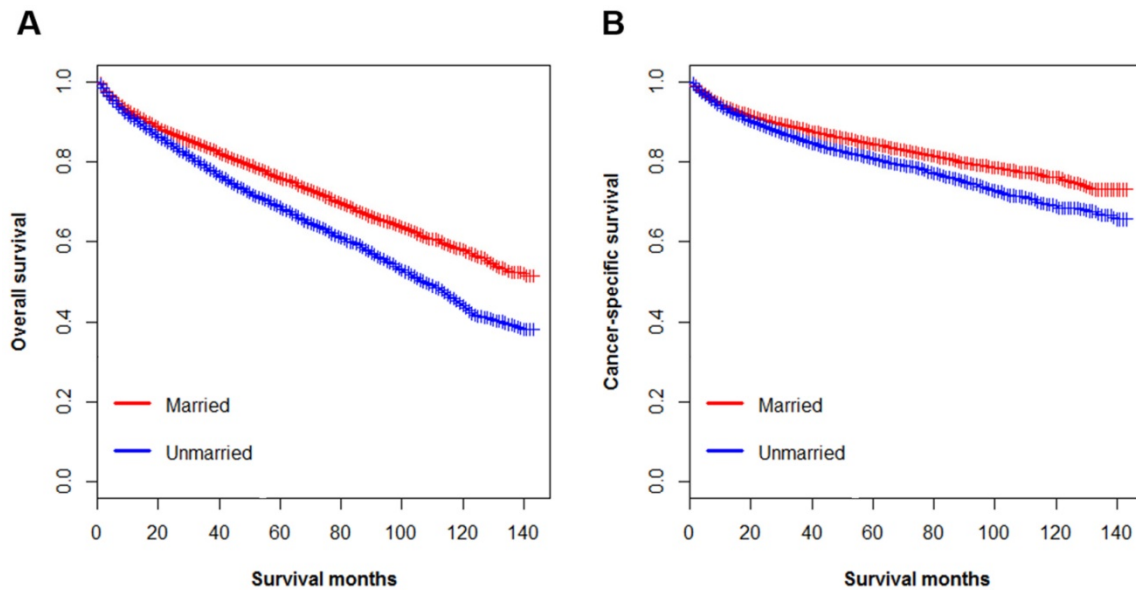 A
Overall survival
1.0
0.8
0.6
0.4
0.2
0.0
Married
Unmarried
0 20 40 60 80 100 120 140
Survival months
B
Cancer-specific survival
1.0
0.8
0.6
0.4
0.2
0.0
Married
Unmarried
0 20 40 60 80 100 120 140
Survival months